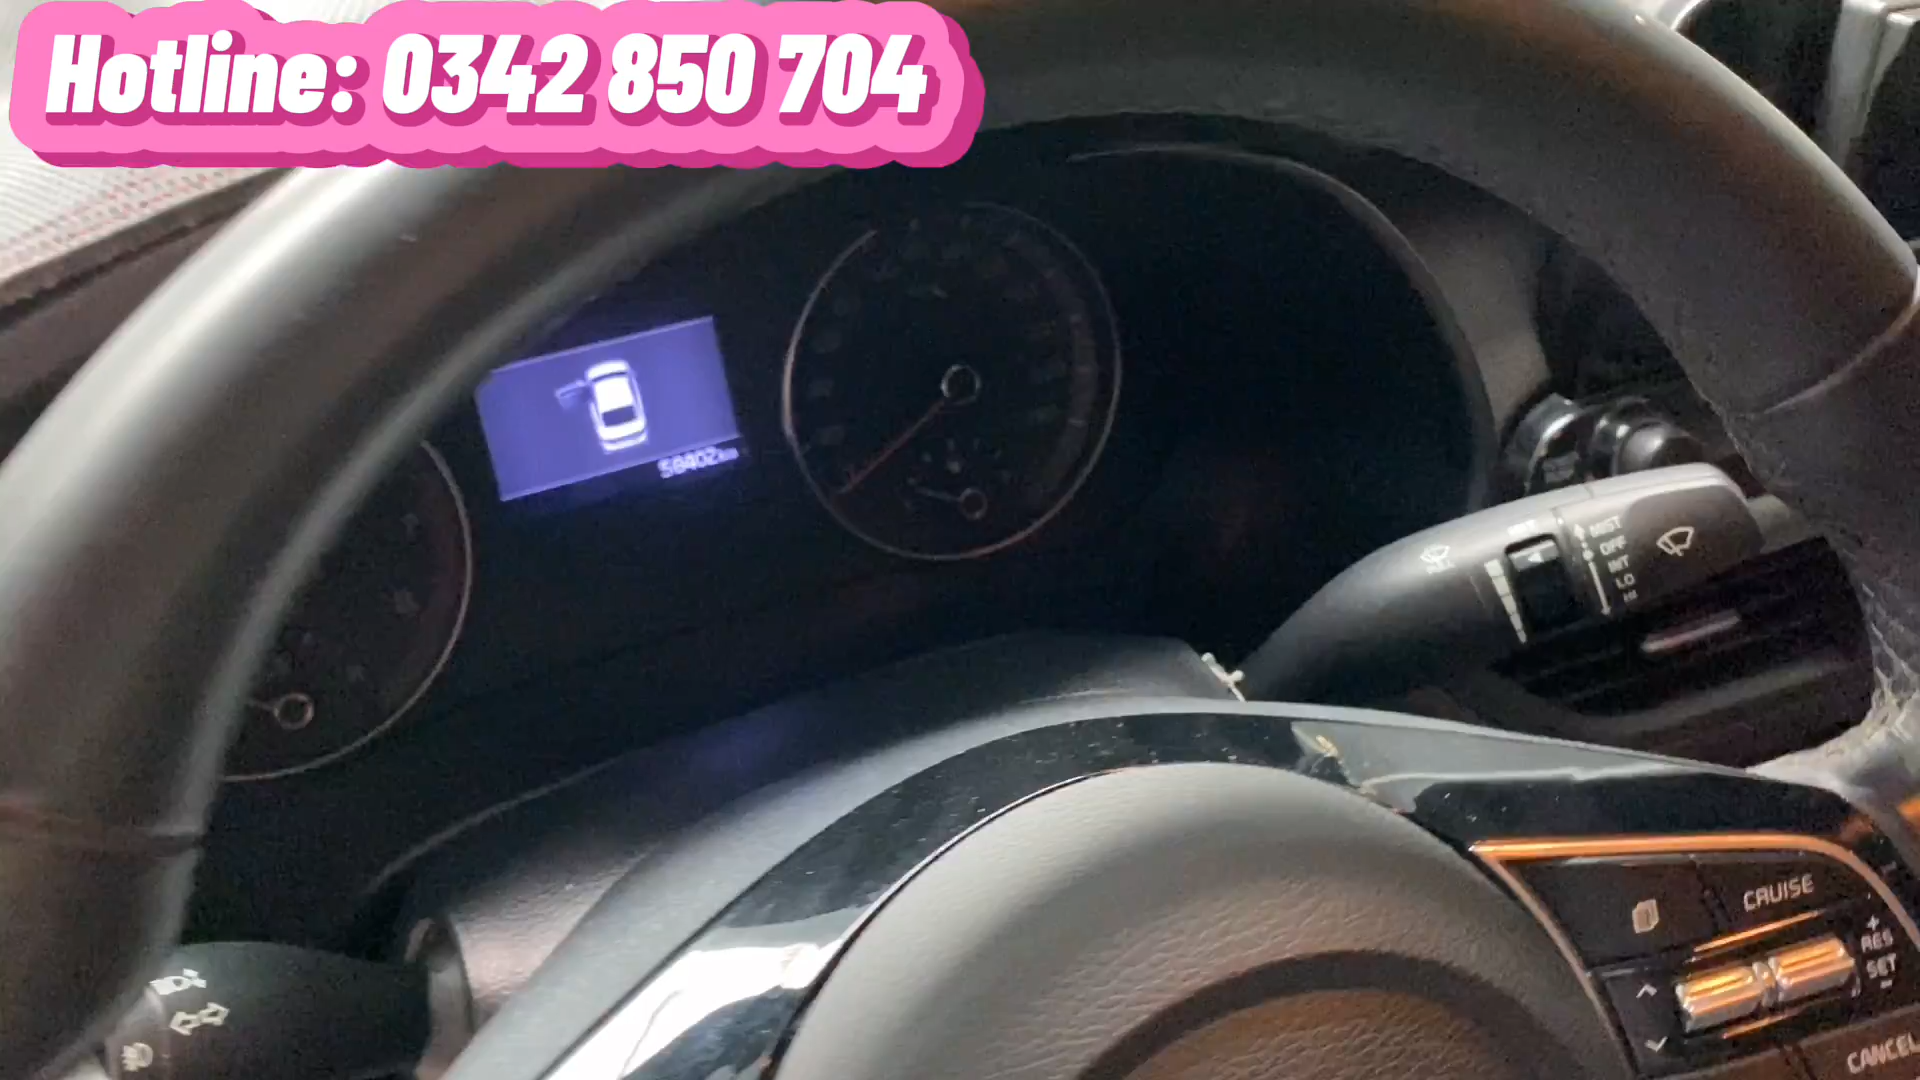 Hotline: 0342 850 704
58402km
MIST
OFF
INT
LO
HI
CRUISE
+
RES
SET
-
CANCEL